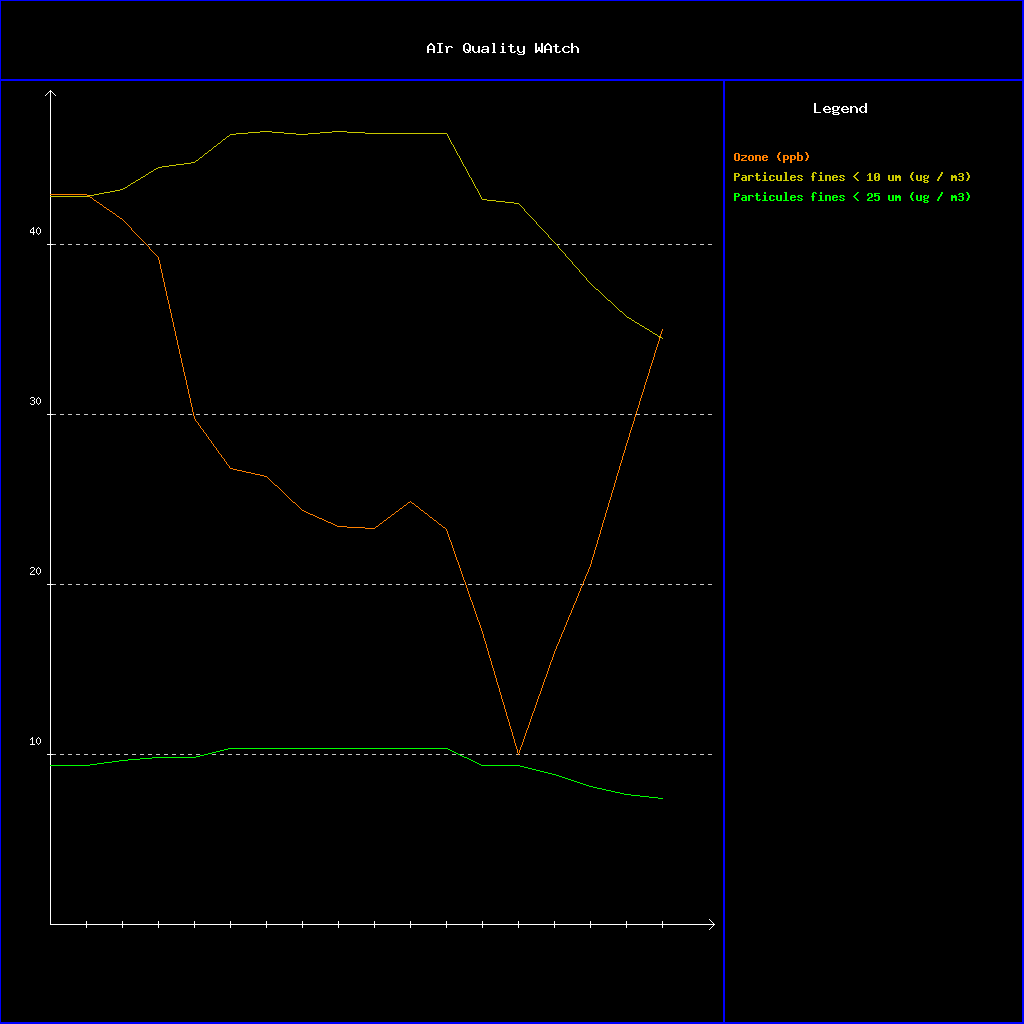 AIr Quality WAtch
Legend
Ozone (ppb)
Particules fines < 10 um (ug / m3)
Particules fines < 25 um (ug / m3)
40
30
20
10